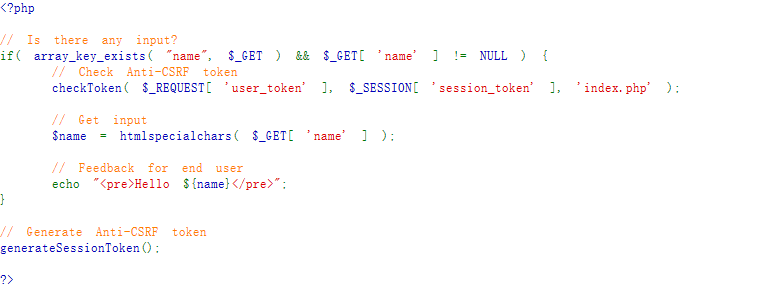 <?php
// Is there any input?
if( array_key_exists( "name", $_GET ) && $_GET[ 'name' ] != NULL ) {
// Check Anti-CSRF token
checkToken( $_REQUEST[ 'user_token' ], $_SESSION[ 'session_token' ], 'index.php' );
// Get input
$name = htmlspecialchars( $_GET[ 'name' ] );
// Feedback for end user
echo "<pre>Hello ${name}</pre>";
}
// Generate Anti-CSRF token
generateSessionToken();
?>